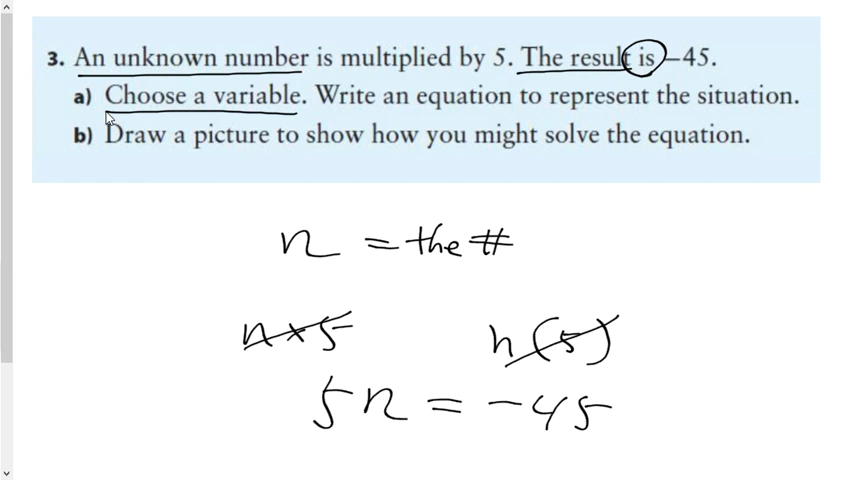 3. An unknown number is multiplied by 5. The result is −45.
a) Choose a variable. Write an equation to represent the situation.
b) Draw a picture to show how you might solve the equation.
n = the #
n × 5 n(5)
5n = -45